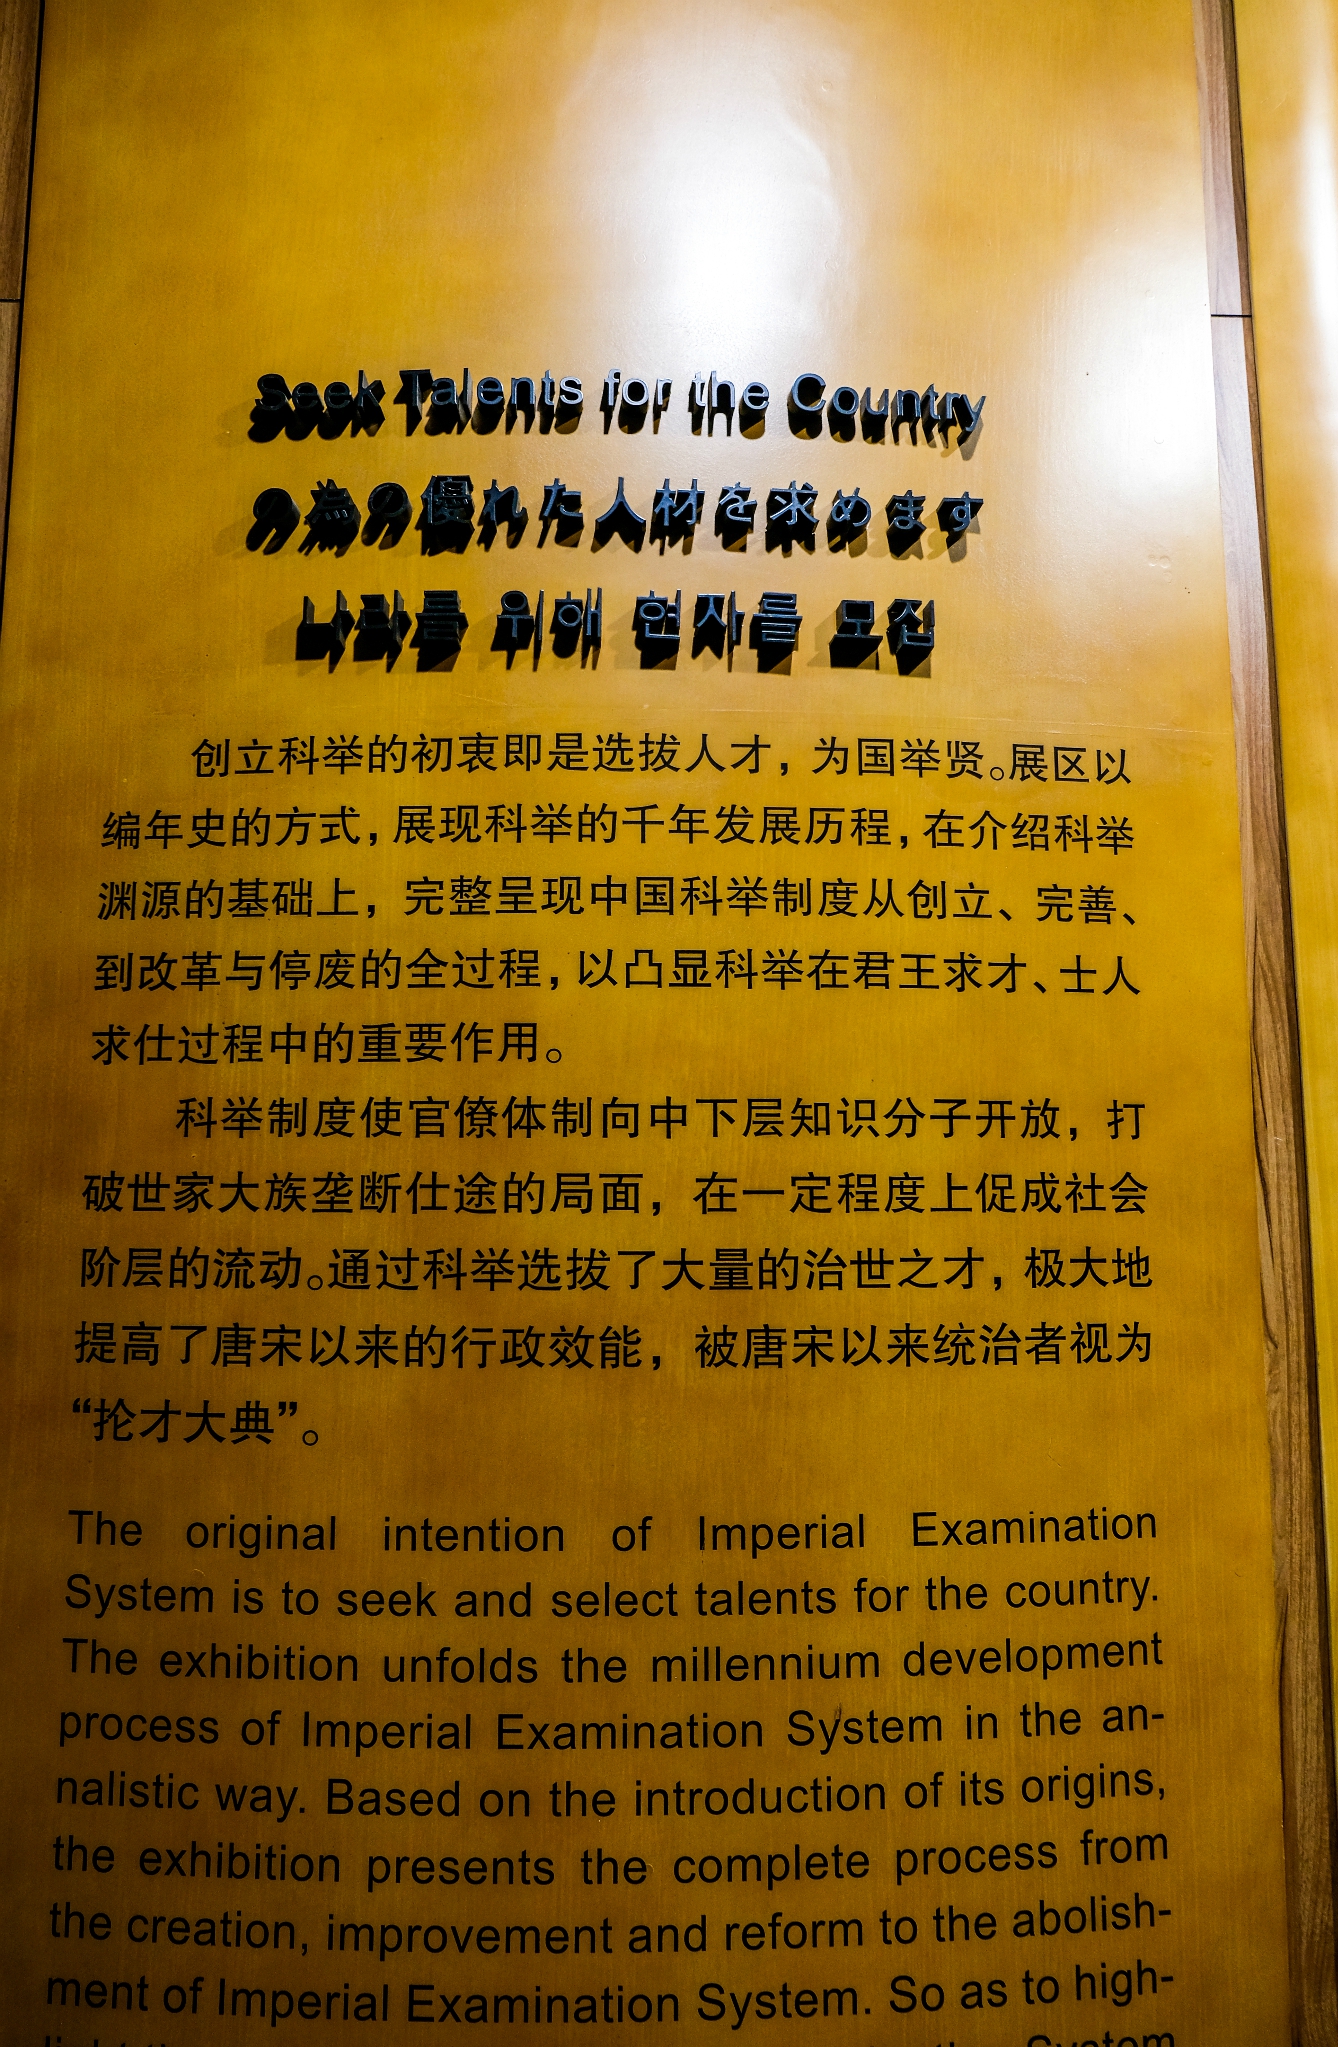 Seek Talents for the Country
の為の優れた人材を求めます
나라를 위해 현자를 모집
创立科举的初衷即是选拔人才，为国举贤。展区以
编年史的方式，展现科举的千年发展历程，在介绍科举
渊源的基础上，完整呈现中国科举制度从创立、完善、
到改革与停废的全过程，以凸显科举在君王求才、士人
求仕过程中的重要作用。
科举制度使官僚体制向中下层知识分子开放，打
破世家大族垄断仕途的局面，在一定程度上促成社会
阶层的流动。通过科举选拔了大量的治世之才，极大地
提高了唐宋以来的行政效能，被唐宋以来统治者视为
“抡才大典”。
The original intention of Imperial Examination
System is to seek and select talents for the country.
The exhibition unfolds the millennium development
process of Imperial Examination System in the an-
nalistic way. Based on the introduction of its origins,
the exhibition presents the complete process from
the creation, improvement and reform to the abolish-
ment of Imperial Examination System. So as to high-
System